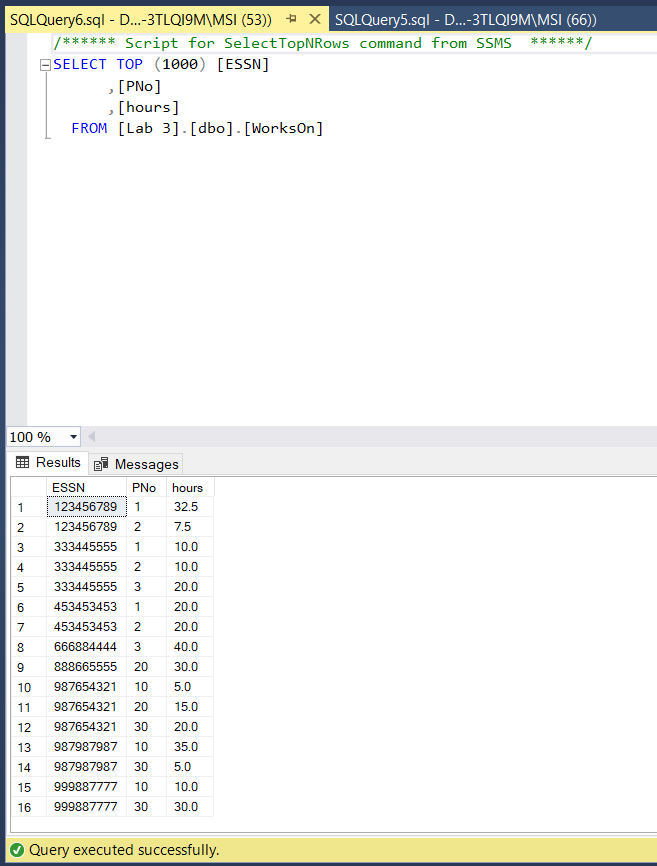 SQLQuery6.sql - D...-3TLQI9M\MSI (53)) SQLQuery5.sql - D...-3TLQI9M\MSI (66))
/****** Script for SelectTopNRows command from SSMS  ******/
SELECT TOP (1000) [ESSN]
,[PNo]
,[hours]
FROM [Lab 3].[dbo].[WorksOn]
100 %
Results Messages
ESSN PNo hours
1 123456789 1 32.5
2 123456789 2 7.5
3 333445555 1 10.0
4 333445555 2 10.0
5 333445555 3 20.0
6 453453453 1 20.0
7 453453453 2 20.0
8 666884444 3 40.0
9 888665555 20 30.0
10 987654321 10 5.0
11 987654321 20 15.0
12 987654321 30 20.0
13 987987987 10 35.0
14 987987987 30 5.0
15 999887777 10 10.0
16 999887777 30 30.0
Query executed successfully.